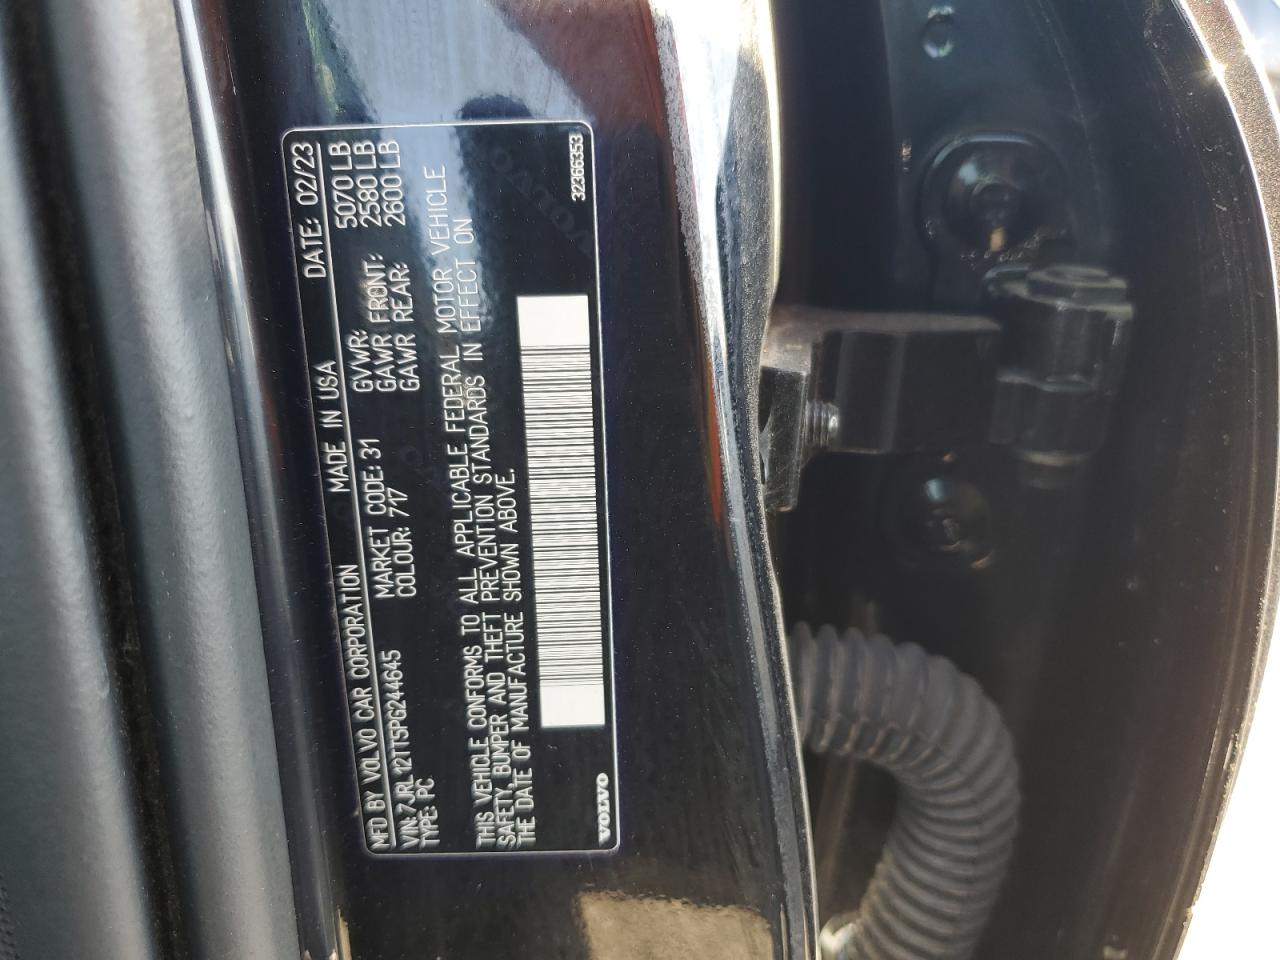 MFD BY VOLVO CAR CORPORATION MADE IN USA DATE: 02/23
VIN: 7JRL12TT5PG244645 MARKET CODE: 31 GVWR: 5070 LB
TYPE: PC COLOUR: 717 GAWR FRONT: 2580 LB
GAWR REAR: 2600 LB
THIS VEHICLE CONFORMS TO ALL APPLICABLE FEDERAL MOTOR VEHICLE
SAFETY, BUMPER AND THEFT PREVENTION STANDARDS IN EFFECT ON
THE DATE OF MANUFACTURE SHOWN ABOVE.
VOLVO 32366353